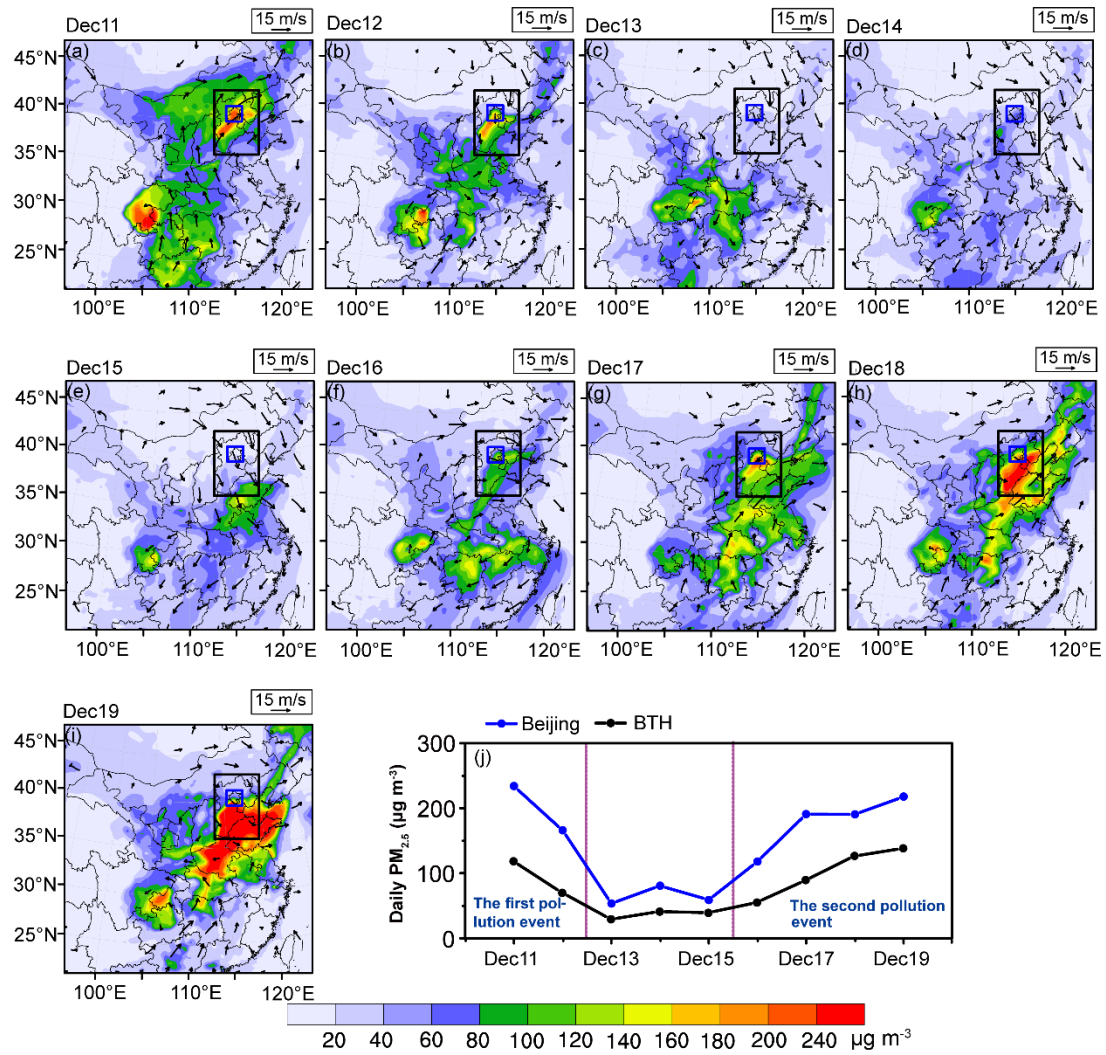 Dec11 15 m/s Dec12 15 m/s Dec13 15 m/s Dec14 15 m/s
45°N (a) (b) (c) (d)
40°N
35°N
30°N
25°N
100°E 110°E 120°E 100°E 110°E 120°E 100°E 110°E 120°E 100°E 110°E 120°E
Dec15 15 m/s Dec16 15 m/s Dec17 15 m/s Dec18 15 m/s
45°N (e) (f) (g) (h)
40°N
35°N
30°N
25°N
100°E 110°E 120°E 100°E 110°E 120°E 100°E 110°E 120°E 100°E 110°E 120°E
Dec19 15 m/s
45°N (i)
40°N
35°N
30°N
25°N
100°E 110°E 120°E
Beijing BTH
300 (j)
200
100
0
Daily PM2.5 (µg m-3)
The first pol-
lution event
The second pollution
event
Dec11 Dec13 Dec15 Dec17 Dec19
20 40 60 80 100 120 140 160 180 200 240 µg m-3